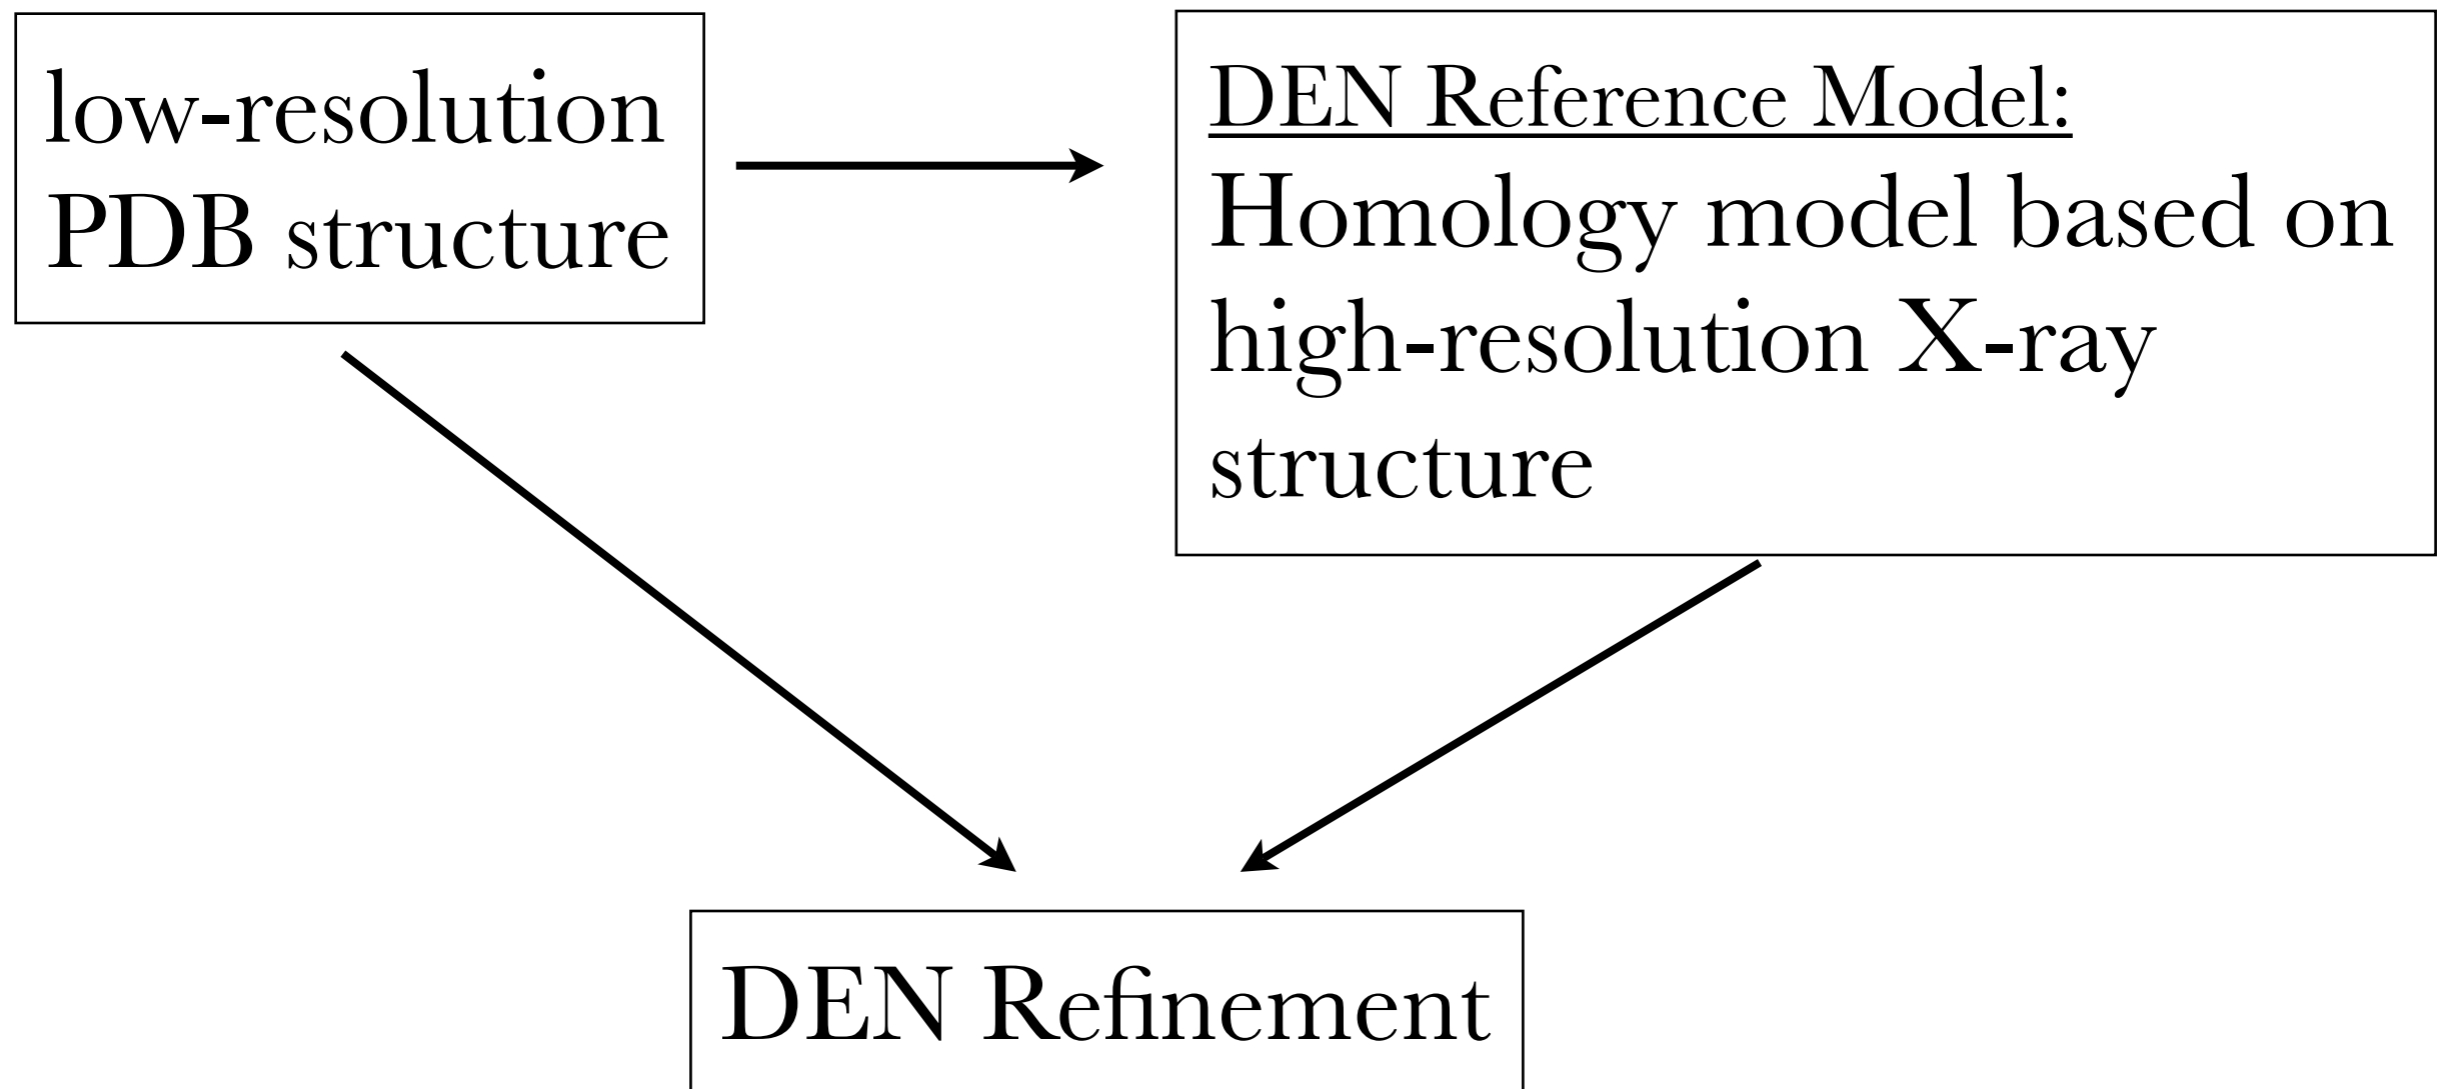 low-resolution
PDB structure
DEN Reference Model:
Homology model based on
high-resolution X-ray
structure
DEN Refinement